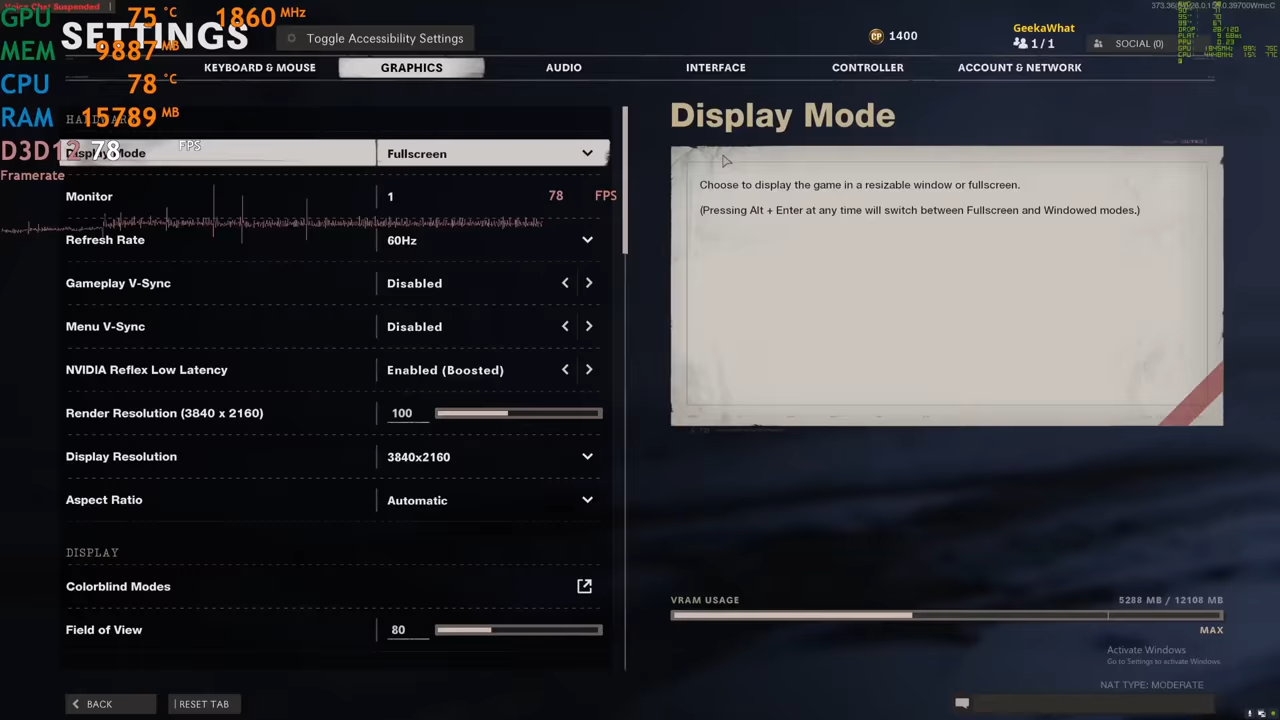 Voice Chat Suspended
GPU 75 °C 1860 MHz
MEM 9887 MB
CPU 78 °C
RAM 15789 MB
D3D12 78 FPS
Framerate
78 FPS
SETTINGS
Toggle Accessibility Settings
CP 1400
GeekaWhat
1 / 1
SOCIAL (0)
KEYBOARD & MOUSE
GRAPHICS
AUDIO
INTERFACE
CONTROLLER
ACCOUNT & NETWORK
HARDWARE
Display Mode Fullscreen
Monitor 1
Refresh Rate 60Hz
Gameplay V-Sync Disabled
Menu V-Sync Disabled
NVIDIA Reflex Low Latency Enabled (Boosted)
Render Resolution (3840 x 2160) 100
Display Resolution 3840x2160
Aspect Ratio Automatic
DISPLAY
Colorblind Modes
Field of View 80
Display Mode
Choose to display the game in a resizable window or fullscreen.
(Pressing Alt + Enter at any time will switch between Fullscreen and Windowed modes.)
VRAM USAGE 5288 MB / 12108 MB
MAX
Activate Windows
Go to Settings to activate Windows.
NAT TYPE: MODERATE
BACK
RESET TAB